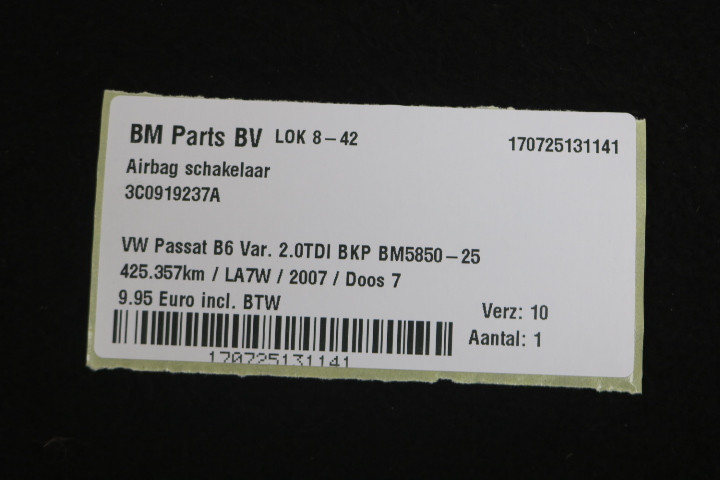 BM Parts BV LOK 8-42 170725131141
Airbag schakelaar
3C0919237A
VW Passat B6 Var. 2.0TDI BKP BM5850-25
425.357km / LA7W / 2007 / Doos 7
9.95 Euro incl. BTW
Verz: 10
Aantal: 1
170725131141